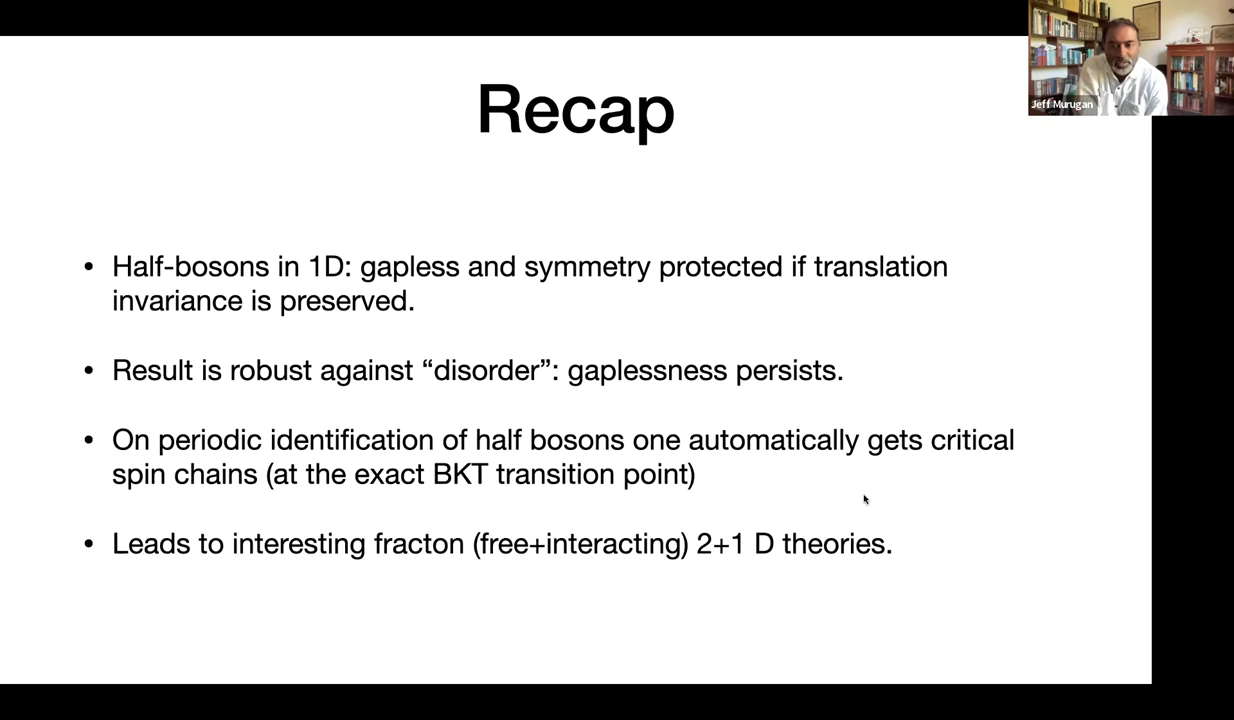 Recap
Jeff Murugan
• Half-bosons in 1D: gapless and symmetry protected if translation
invariance is preserved.
• Result is robust against “disorder”: gaplessness persists.
• On periodic identification of half bosons one automatically gets critical
spin chains (at the exact BKT transition point)
• Leads to interesting fracton (free+interacting) 2+1 D theories.